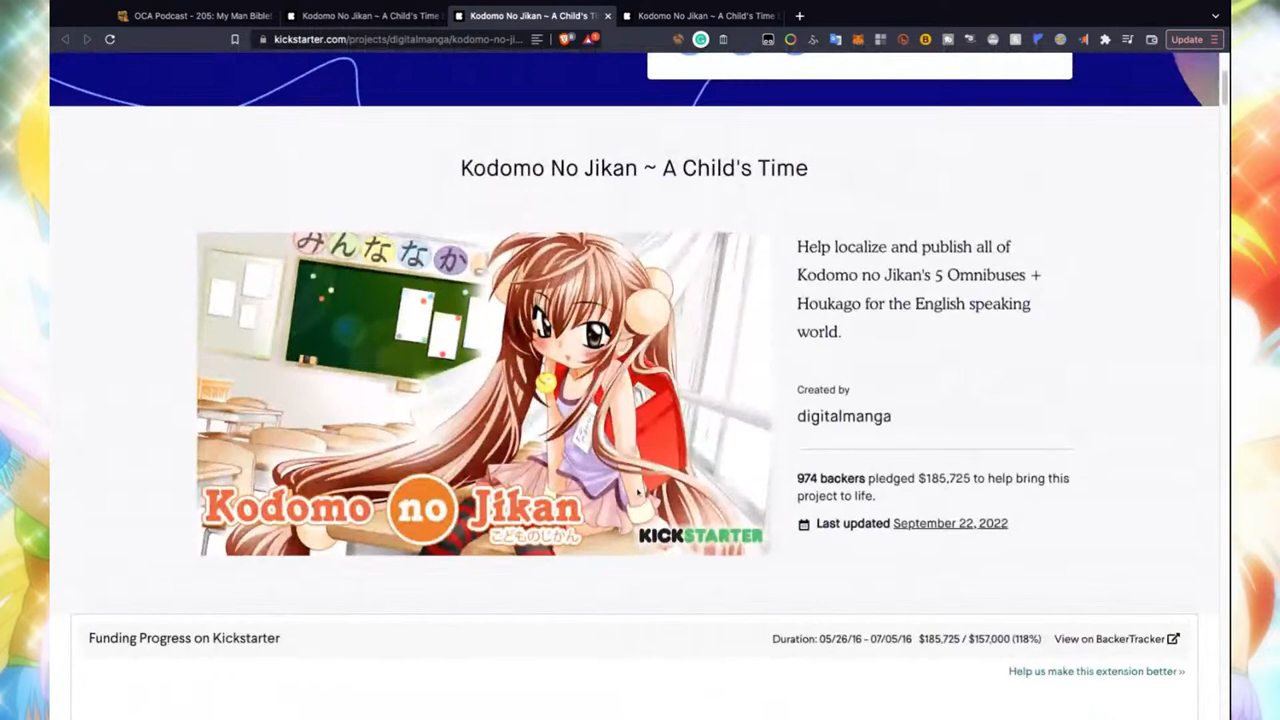 OCA Podcast - 205: My Man Bible!
Kodomo No Jikan ~ A Child's Time
Kodomo No Jikan ~ A Child's Ti
Kodomo No Jikan ~ A Child's Time
kickstarter.com/projects/digitalmanga/kodomo-no-ji...
Update
Kodomo No Jikan ~ A Child's Time
みんななか
Kodomo no Jikan
こどものじかん
KICKSTARTER
Help localize and publish all of
Kodomo no Jikan's 5 Omnibuses +
Houkago for the English speaking
world.
Created by
digitalmanga
974 backers pledged $185,725 to help bring this
project to life.
Last updated September 22, 2022
Funding Progress on Kickstarter
Duration: 05/26/16 - 07/05/16 $185,725 / $157,000 (118%) View on BackerTracker
Help us make this extension better »